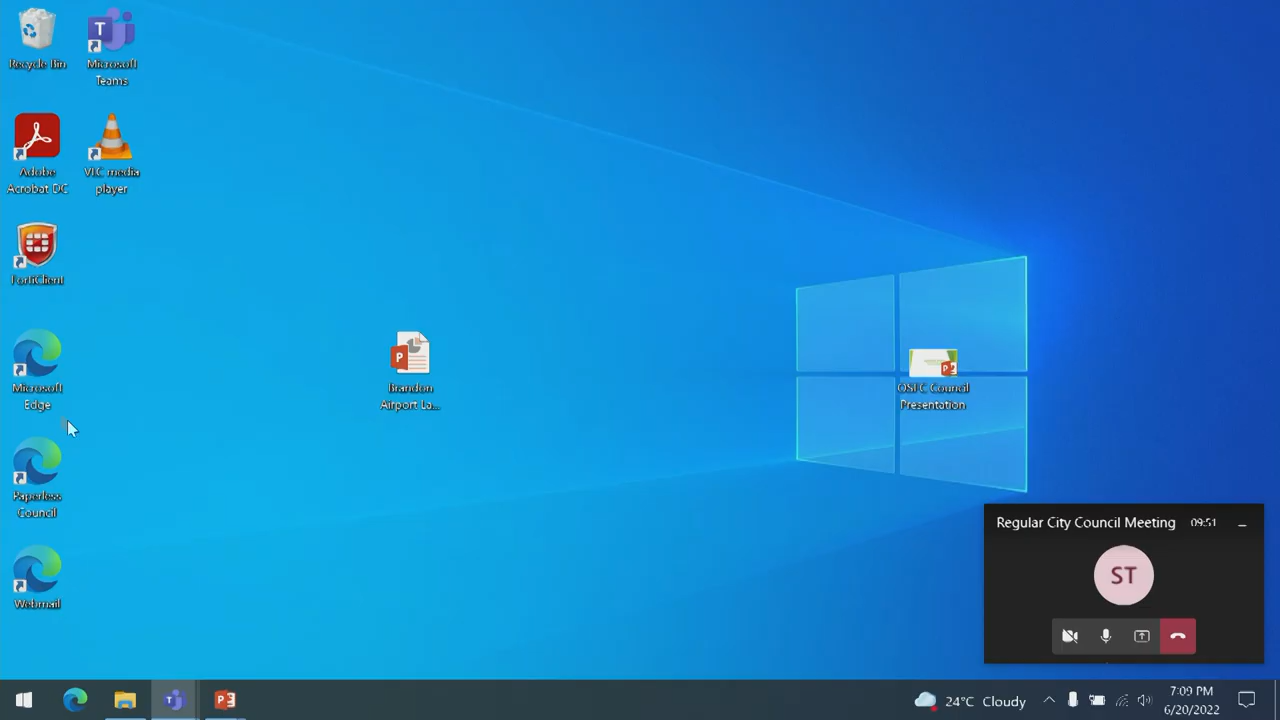 Recycle Bin
Microsoft
Teams
Adobe
Acrobat DC
VLC media
player
FortiClient
Microsoft
Edge
Brandon
Airport La...
OSFC Council
Presentation
Paperless
Council
Webmail
Regular City Council Meeting 09:51
ST
24°C Cloudy
7:09 PM
6/20/2022